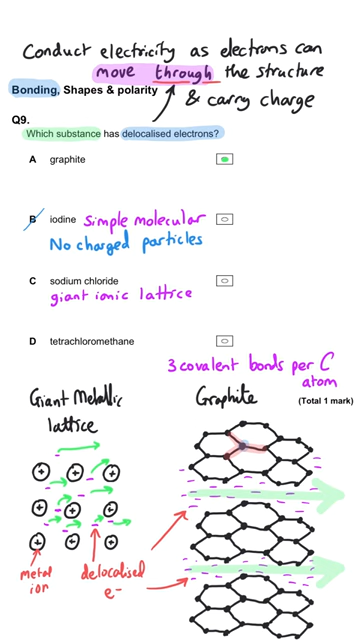 Conduct electricity as electrons can
move through the structure
& carry charge
Bonding, Shapes & polarity
Q9.
Which substance has delocalised electrons?
A graphite
B iodine simple molecular
No charged particles
C sodium chloride
giant ionic lattice
D tetrachloromethane
3 covalent bonds per C
atom
(Total 1 mark)
Giant Metallic
lattice
Graphite
+ + +
+ + +
+ + +
metal
ion
delocalised
e-